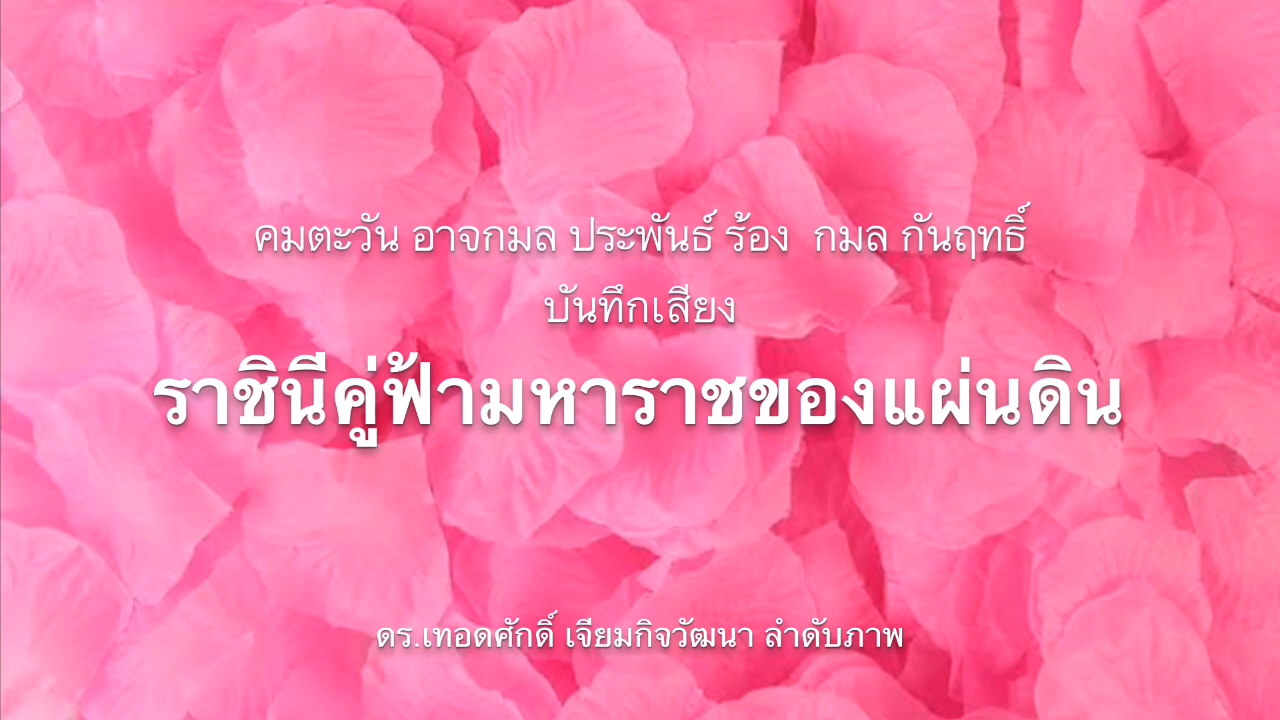 คมตะวัน อาจกมล ประพันธ์ ร้อง  กมล กันฤทธิ์
บันทึกเสียง
ราชินีคู่ฟ้ามหาราชของแผ่นดิน
ดร.เทอดศักดิ์ เจียมกิจวัฒนา ลำดับภาพ